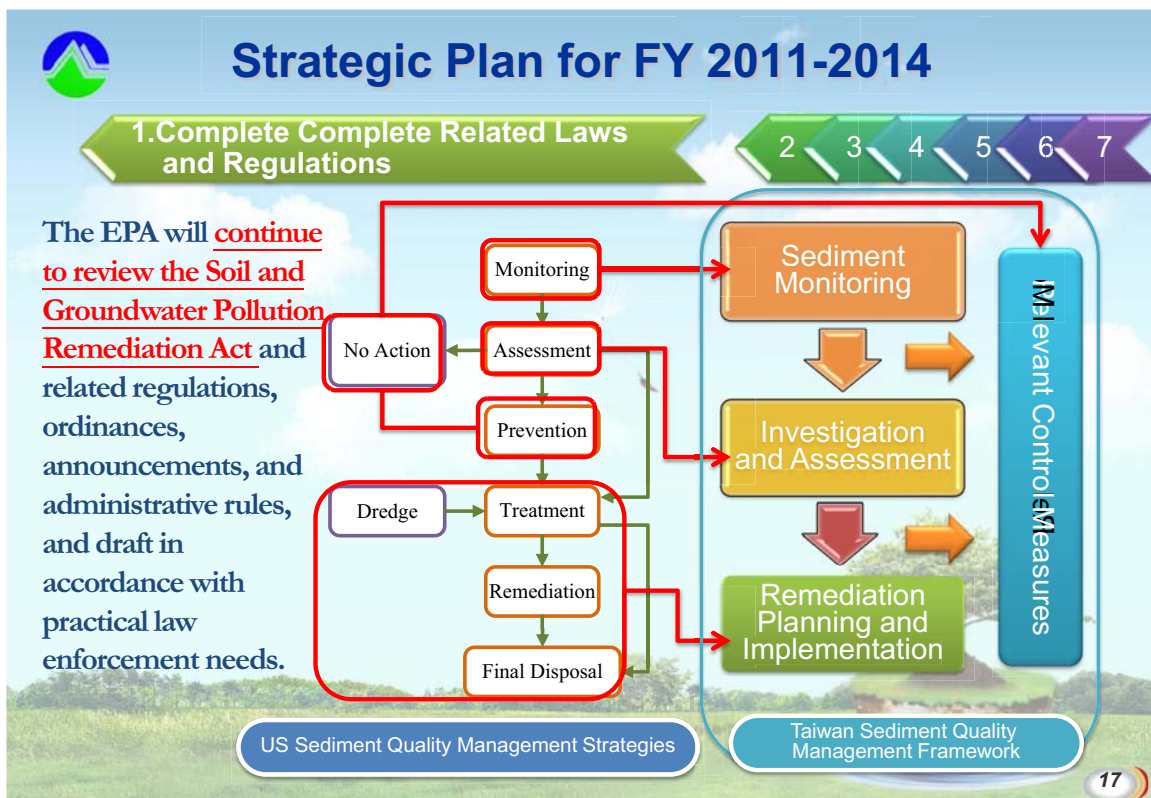 Strategic Plan for FY 2011-2014
1.Complete Complete Related Laws
and Regulations
2 3 4 5 6 7
The EPA will continue
to review the Soil and
Groundwater Pollution
Remediation Act and
related regulations,
ordinances,
announcements, and
administrative rules,
and draft in
accordance with
practical law
enforcement needs.
Monitoring
No Action
Assessment
Prevention
Dredge
Treatment
Remediation
Final Disposal
US Sediment Quality Management Strategies
Sediment
Monitoring
Investigation
and Assessment
Remediation
Planning and
Implementation
Relevant Control Measures
Taiwan Sediment Quality
Management Framework
17